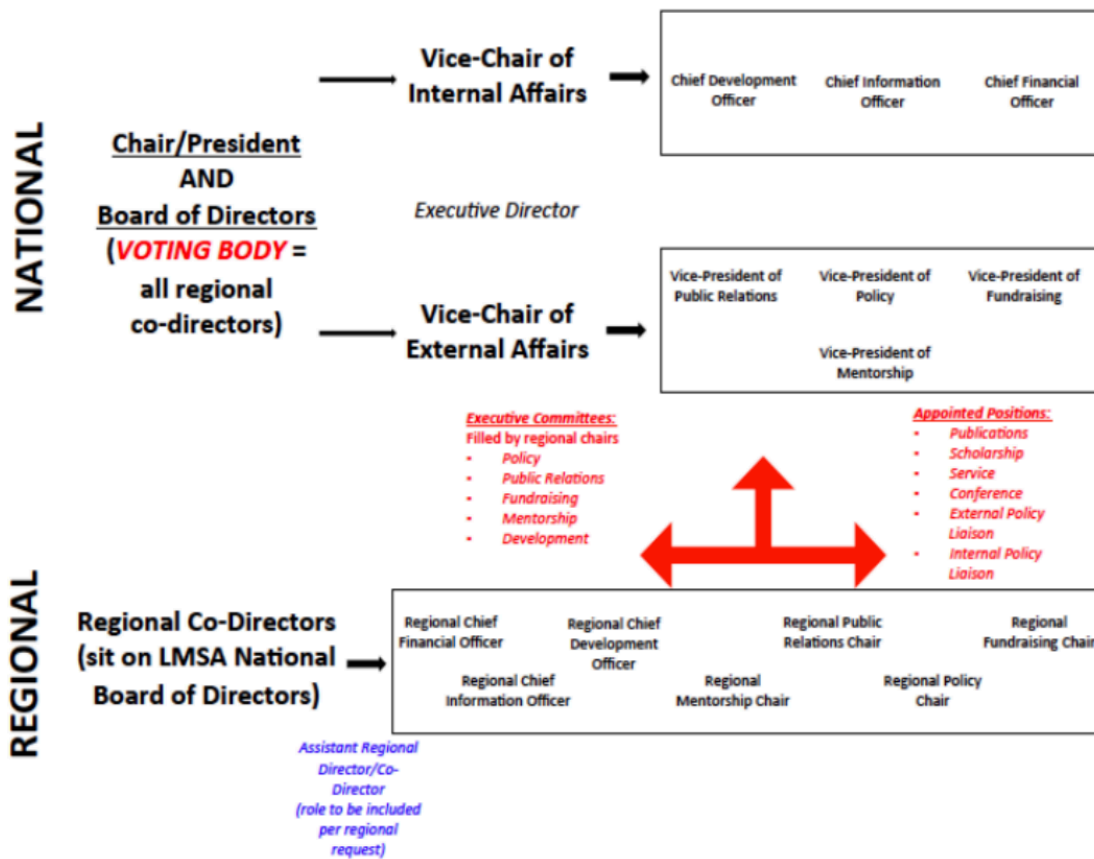 NATIONAL
Chair/President
AND
Board of Directors
(VOTING BODY =
all regional
co-directors)
Vice-Chair of
Internal Affairs
Chief Development
Officer
Chief Information
Officer
Chief Financial
Officer
Executive Director
Vice-Chair of
External Affairs
Vice-President of
Public Relations
Vice-President of
Policy
Vice-President of
Fundraising
Vice-President of
Mentorship
Executive Committees:
Filled by regional chairs
▪ Policy
▪ Public Relations
▪ Fundraising
▪ Mentorship
▪ Development
Appointed Positions:
▪ Publications
▪ Scholarship
▪ Service
▪ Conference
▪ External Policy
Liaison
▪ Internal Policy
Liaison
REGIONAL
Regional Co-Directors
(sit on LMSA National
Board of Directors)
Regional Chief
Financial Officer
Regional Chief
Development
Officer
Regional Public
Relations Chair
Regional
Fundraising Chair
Regional Chief
Information Officer
Regional
Mentorship Chair
Regional Policy
Chair
Assistant Regional
Director/Co-
Director
(role to be included
per regional
request)